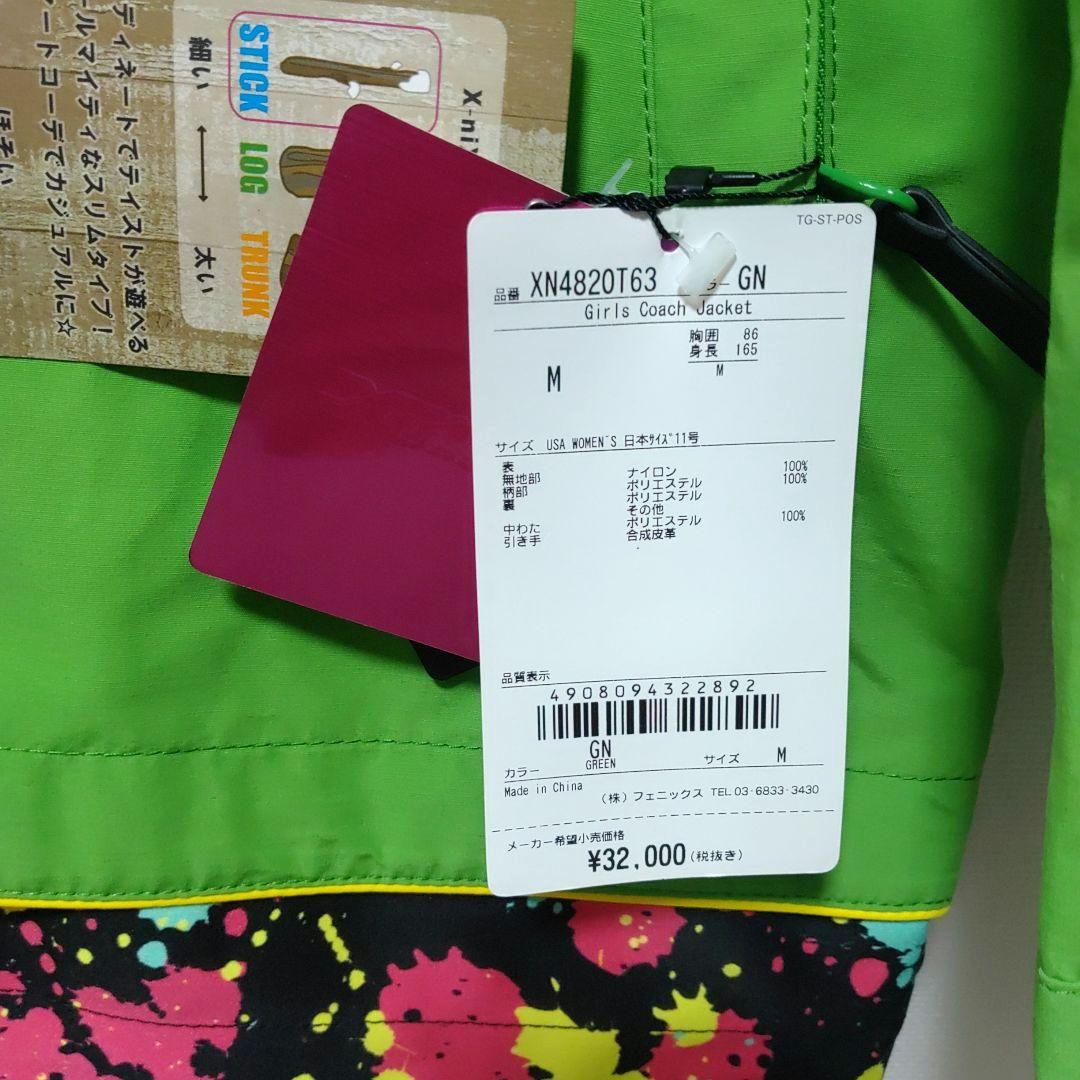 STICK
LOG
TRUNK
細い
太い
ディネートでテイストが遊べる
ールマイティなスリムタイプ!
ートコーデでカジュアルに☆
ほそい
TG-ST-POS
品番 XN4820T63 GN
Girls Coach Jacket
胸囲 86
身長 165
M
M
サイズ USA WOMEN'S 日本ｻｲｽﾞ11号
表
無地部 ナイロン 100%
柄部 ポリエステル 100%
裏 ポリエステル
その他
中わた ポリエステル 100%
引き手 合成皮革
品質表示
4908094322892
カラー GN サイズ M
GREEN
Made in China (株) フェニックス TEL 03-6833-3430
メーカー希望小売価格
¥32,000(税抜き)